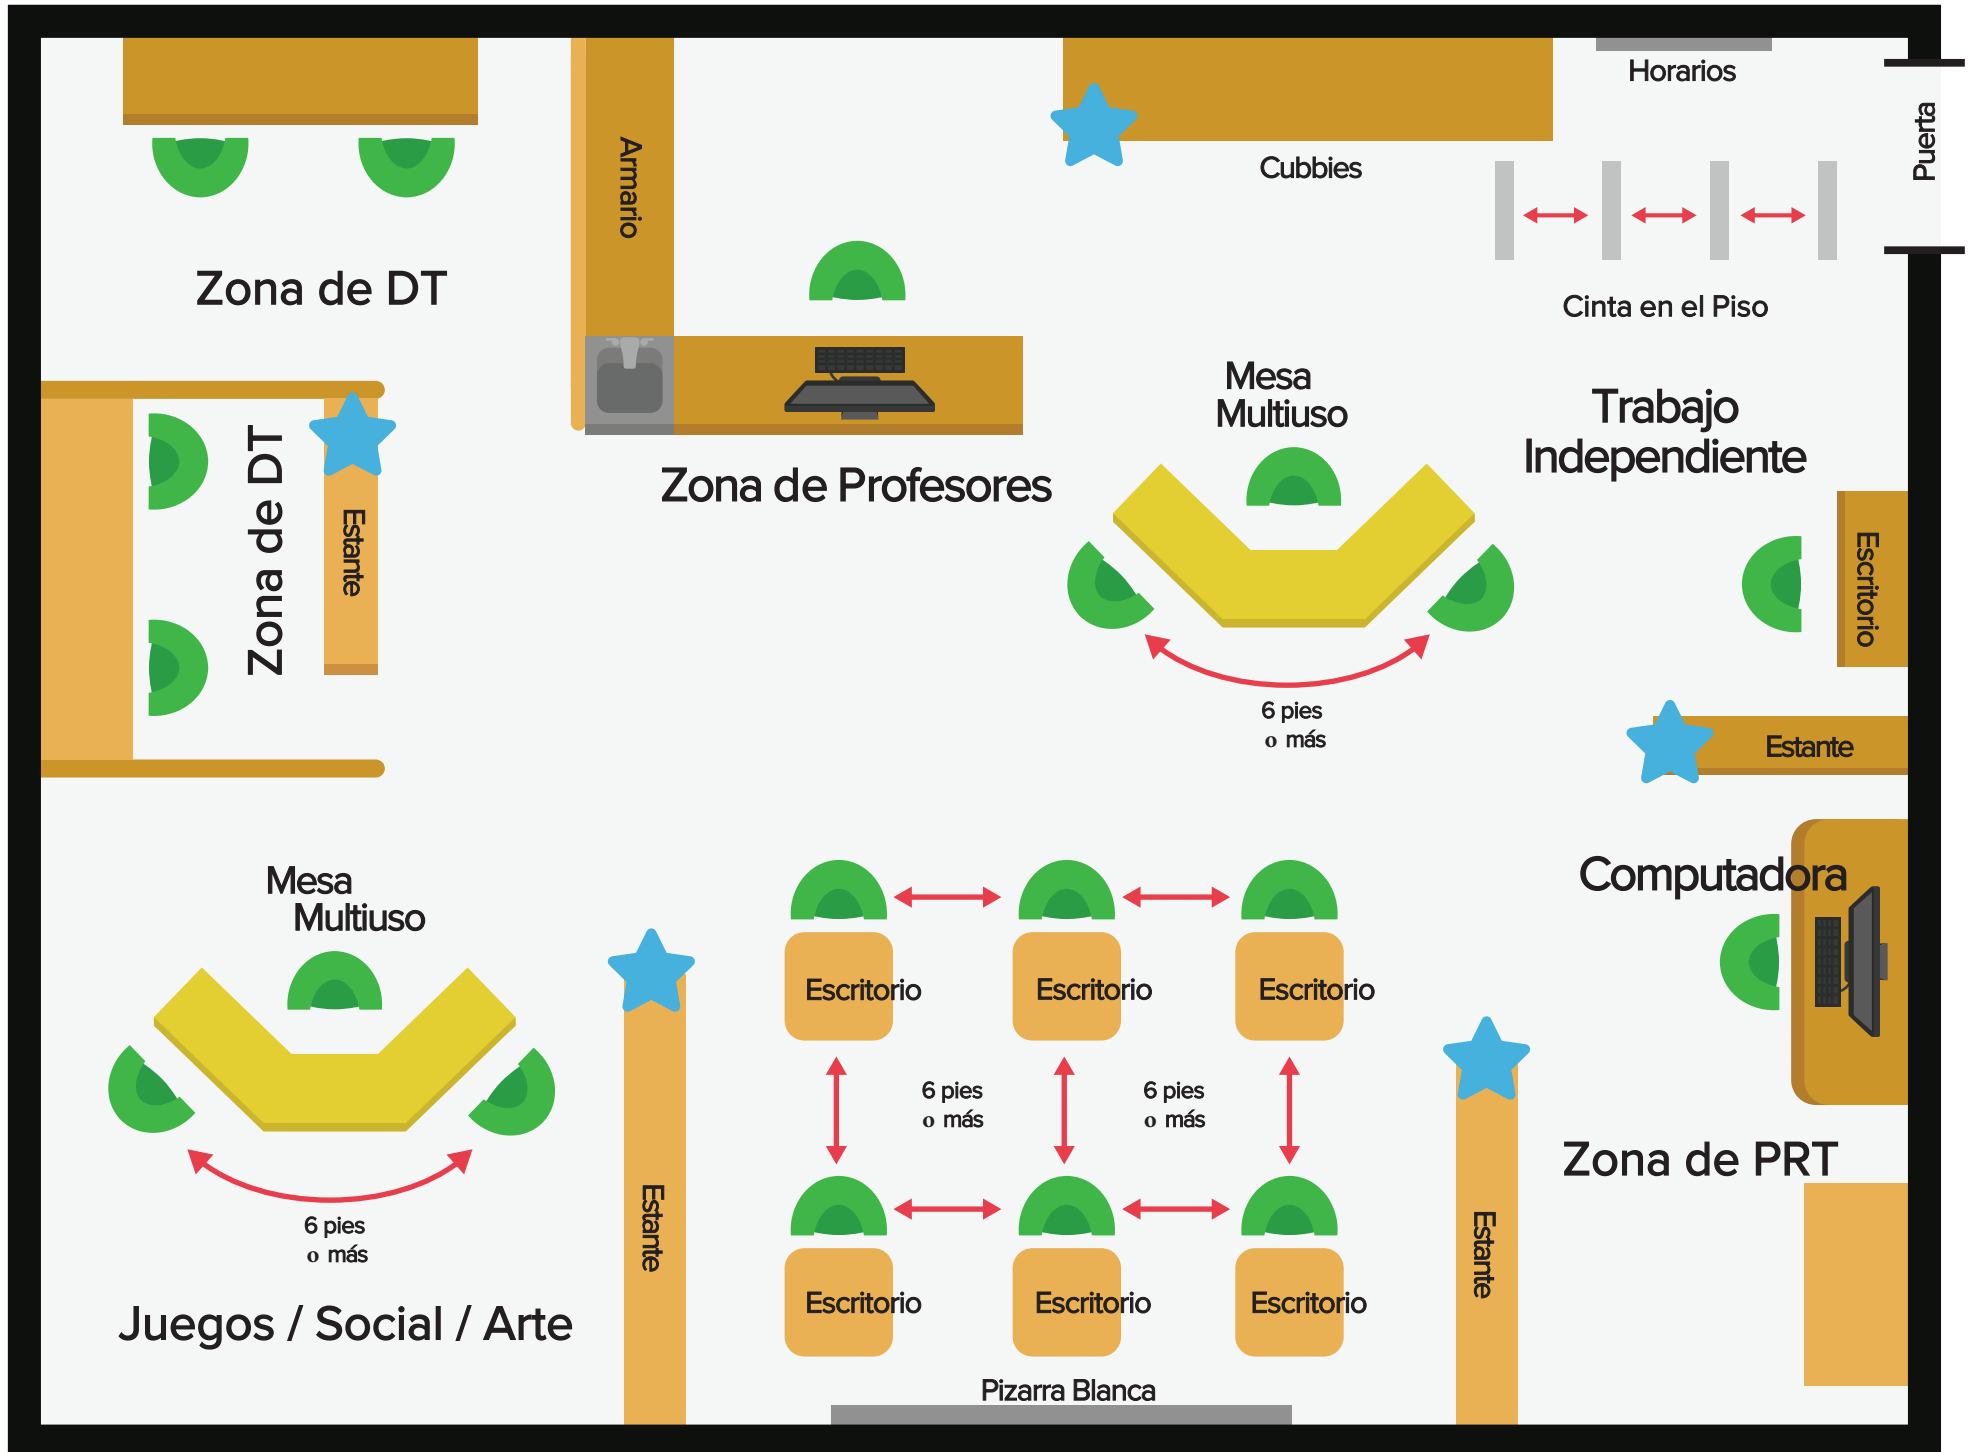 Horarios
Puerta
Armario
Cubbies
Zona de DT
Cinta en el Piso
Mesa
Multiuso
Trabajo
Independiente
Zona de DT
Estante
Zona de Profesores
Escritorio
6 pies
o más
Estante
Computadora
Mesa
Multiuso
Escritorio
Escritorio
Escritorio
6 pies
o más
6 pies
o más
Zona de PRT
6 pies
o más
Estante
Estante
Juegos / Social / Arte
Escritorio
Escritorio
Escritorio
Pizarra Blanca